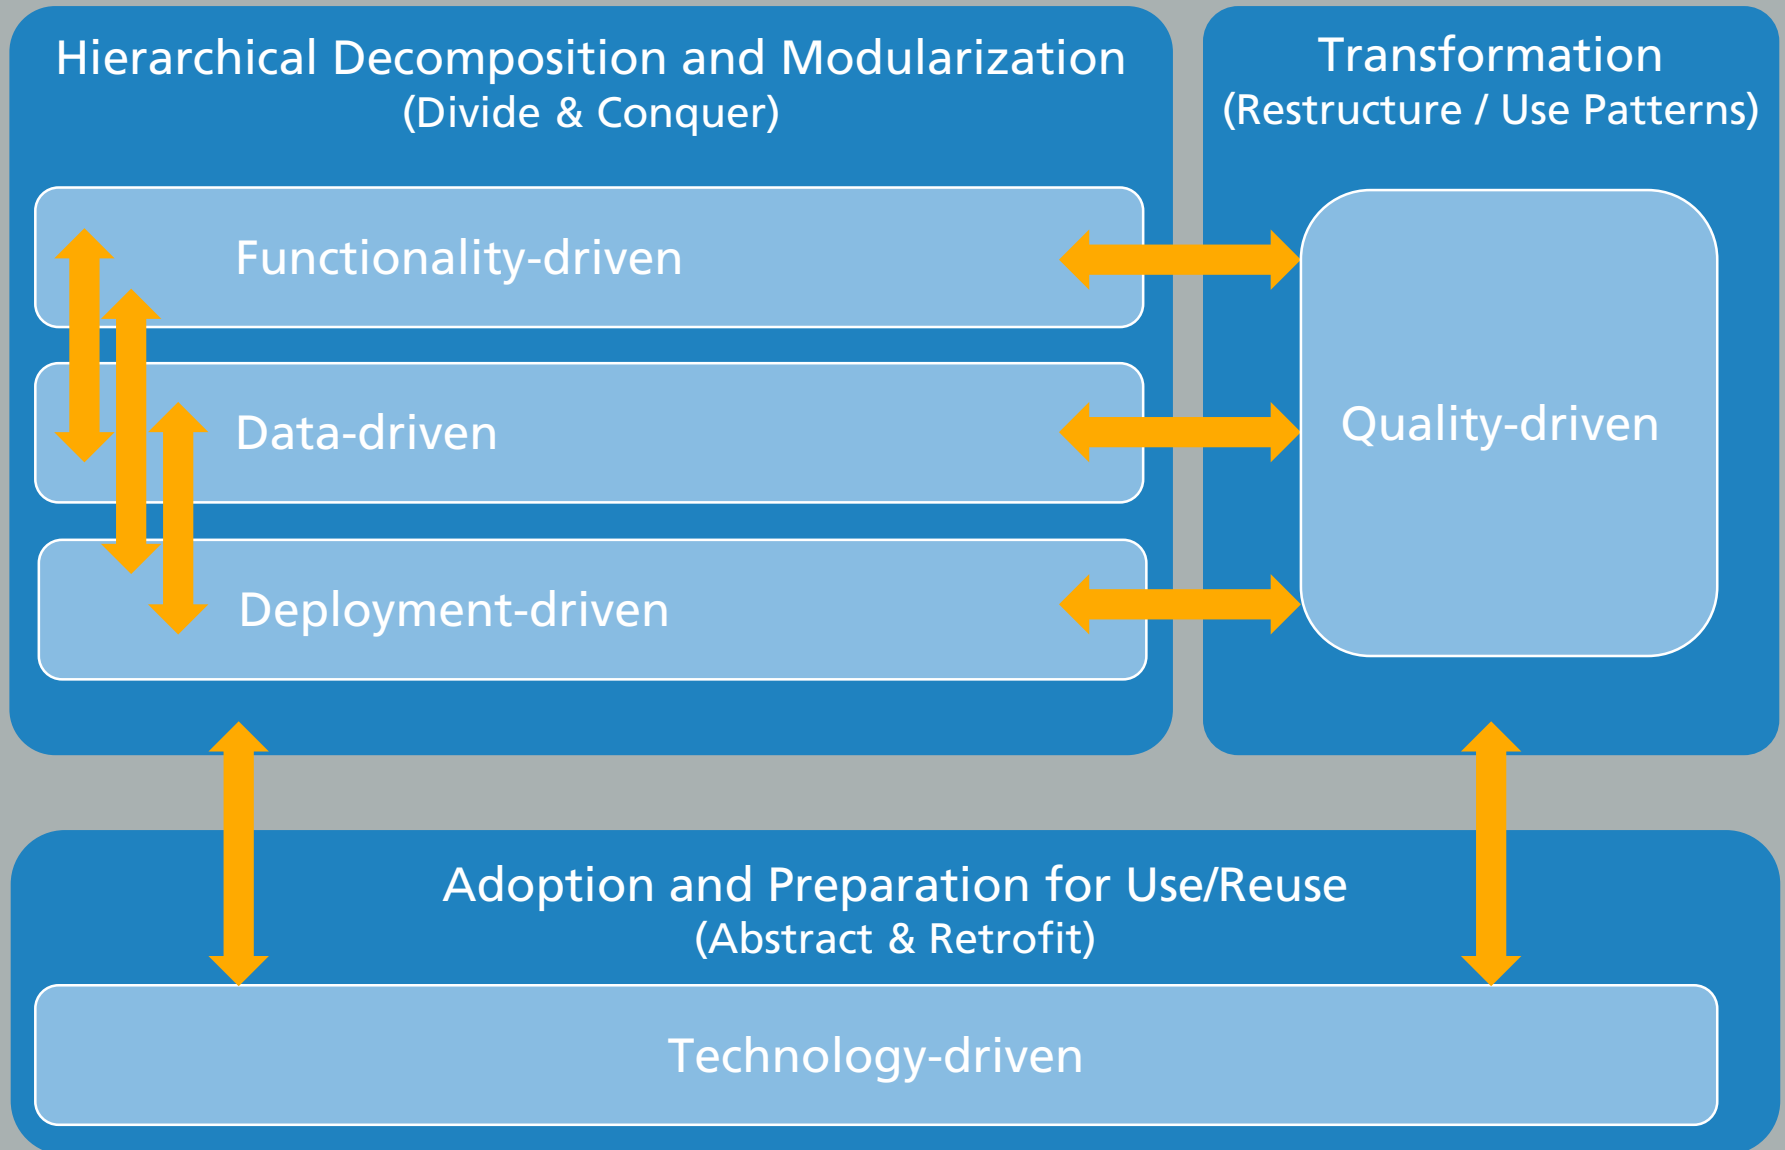 Hierarchical Decomposition and Modularization
(Divide & Conquer)
Functionality-driven
Data-driven
Deployment-driven
Transformation
(Restructure / Use Patterns)
Quality-driven
Adoption and Preparation for Use/Reuse
(Abstract & Retrofit)
Technology-driven